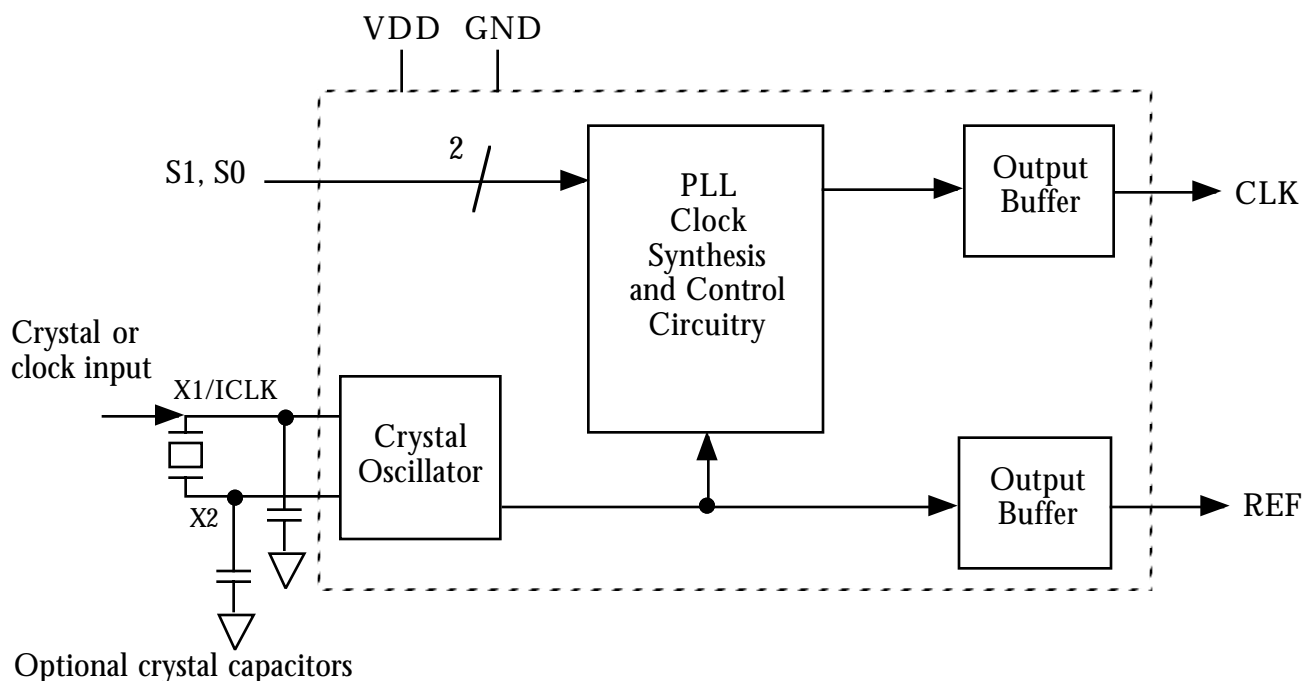 VDD GND
2
S1, S0
PLL
Clock
Synthesis
and Control
Circuitry
Output
Buffer
CLK
Crystal or
clock input
X1/ICLK
Crystal
Oscillator
X2
Output
Buffer
REF
Optional crystal capacitors